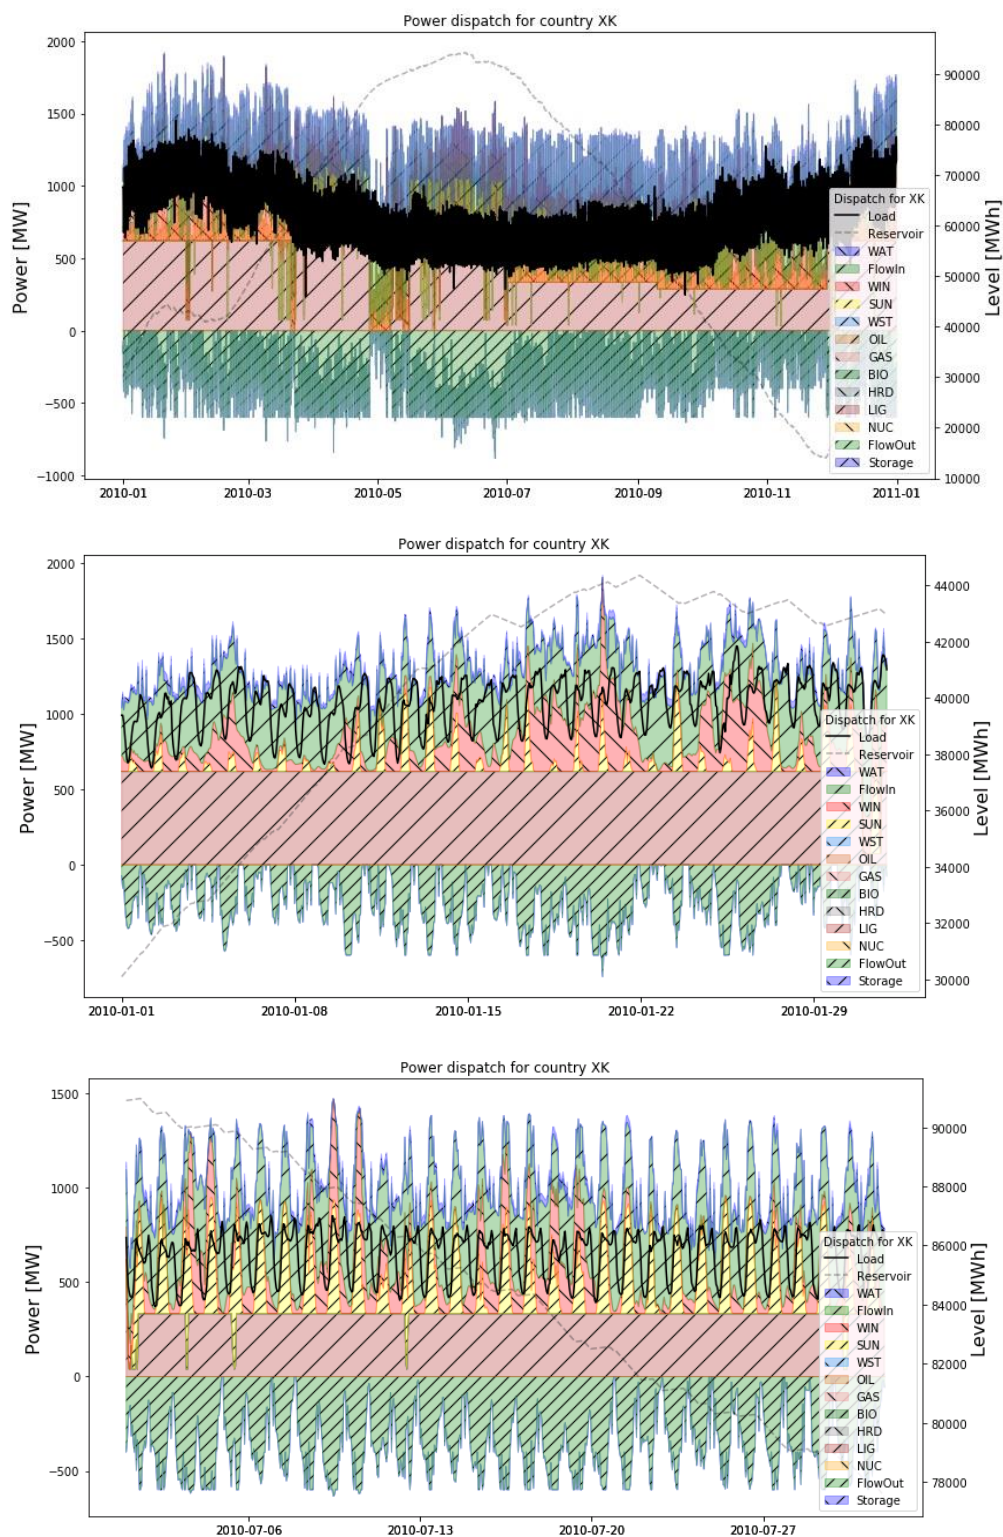 Power dispatch for country XK
2000
1500
1000
500
0
−500
−1000
Power [MW]
90000
80000
70000
60000
50000
40000
30000
20000
10000
Level [MWh]
2010-01
2010-03
2010-05
2010-07
2010-09
2010-11
2011-01
Dispatch for XK
Load
Reservoir
WAT
FlowIn
WIN
SUN
WST
OIL
GAS
BIO
HRD
LIG
NUC
FlowOut
Storage
Power dispatch for country XK
2000
1500
1000
500
0
−500
Power [MW]
44000
42000
40000
38000
36000
34000
32000
30000
Level [MWh]
2010-01-01
2010-01-08
2010-01-15
2010-01-22
2010-01-29
Dispatch for XK
Load
Reservoir
WAT
FlowIn
WIN
SUN
WST
OIL
GAS
BIO
HRD
LIG
NUC
FlowOut
Storage
Power dispatch for country XK
1500
1000
500
0
−500
Power [MW]
90000
88000
86000
84000
82000
80000
78000
Level [MWh]
2010-07-06
2010-07-13
2010-07-20
2010-07-27
Dispatch for XK
Load
Reservoir
WAT
FlowIn
WIN
SUN
WST
OIL
GAS
BIO
HRD
LIG
NUC
FlowOut
Storage